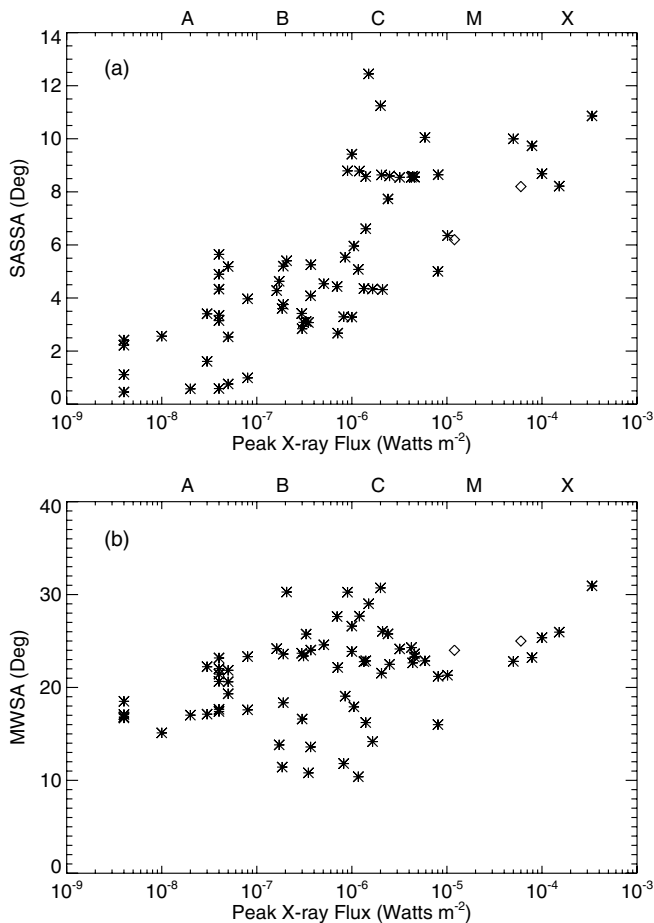 A B C M X
14
12
10
8
6
4
2
0
(a)
SASSA (Deg)
10⁻⁹ 10⁻⁸ 10⁻⁷ 10⁻⁶ 10⁻⁵ 10⁻⁴ 10⁻³
Peak X-ray Flux (Watts m⁻²)
A B C M X
40
30
20
10
0
(b)
MWSA (Deg)
10⁻⁹ 10⁻⁸ 10⁻⁷ 10⁻⁶ 10⁻⁵ 10⁻⁴ 10⁻³
Peak X-ray Flux (Watts m⁻²)